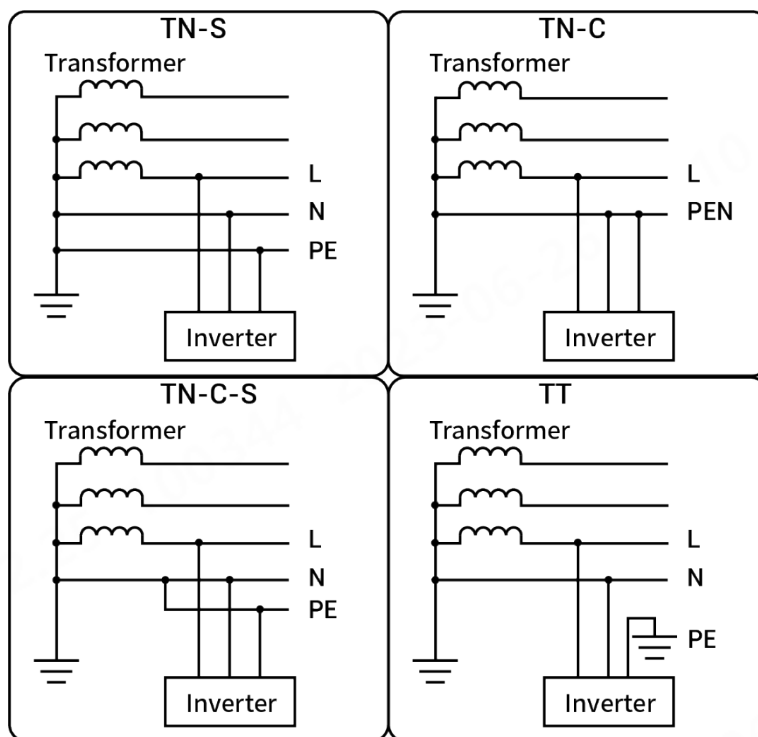 TN-S
Transformer
L
N
PE
Inverter
TN-C
Transformer
L
PEN
Inverter
TN-C-S
Transformer
L
N
PE
Inverter
TT
Transformer
L
N
PE
Inverter